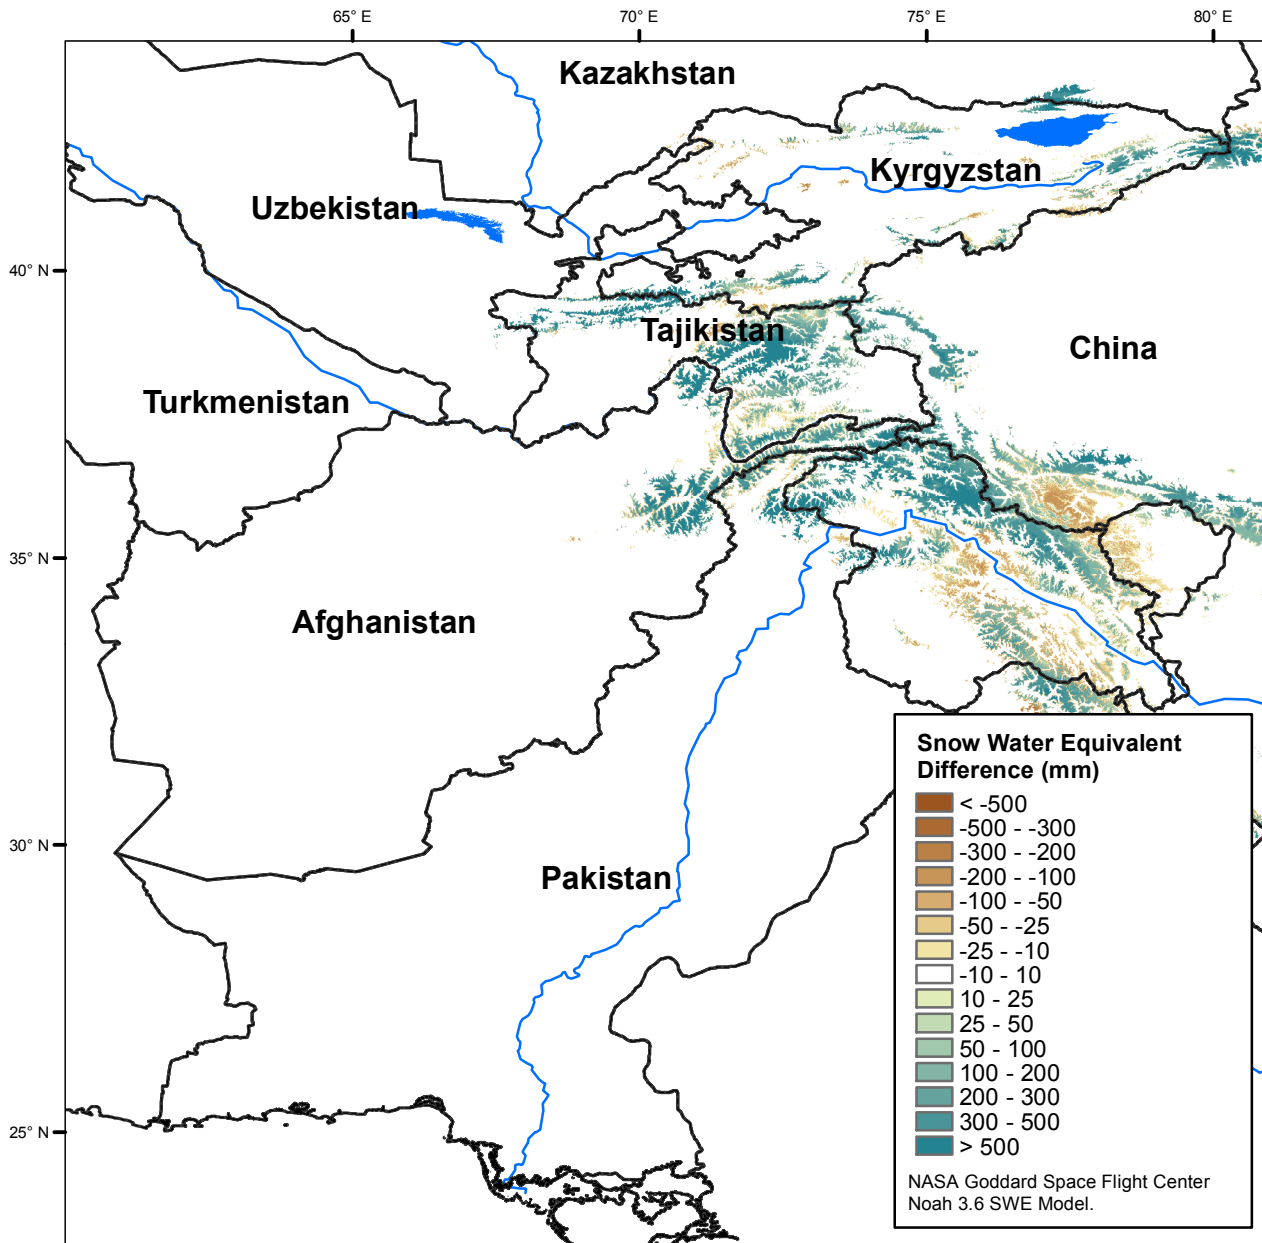 65° E
70° E
75° E
80° E
Kazakhstan
Kyrgyzstan
Uzbekistan
40° N
Tajikistan
China
Turkmenistan
35° N
Afghanistan
Snow Water Equivalent
Difference (mm)
< -500
-500 - -300
-300 - -200
-200 - -100
-100 - -50
-50 - -25
-25 - -10
-10 - 10
10 - 25
25 - 50
50 - 100
100 - 200
200 - 300
300 - 500
> 500
NASA Goddard Space Flight Center
Noah 3.6 SWE Model.
30° N
Pakistan
25° N